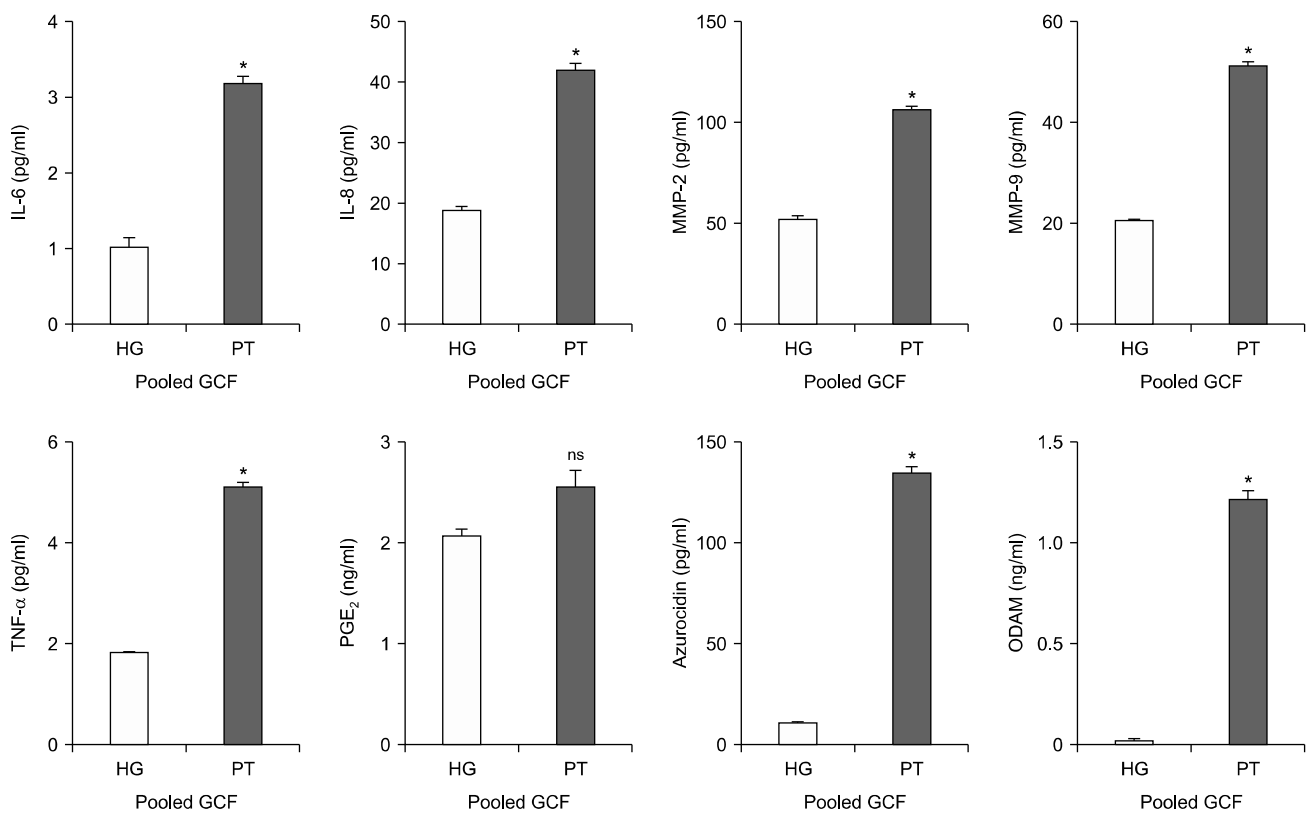 IL-6 (pg/ml)
4
3
2
1
0
*
HG PT
Pooled GCF
IL-8 (pg/ml)
50
40
30
20
10
0
*
HG PT
Pooled GCF
MMP-2 (pg/ml)
150
100
50
0
*
HG PT
Pooled GCF
MMP-9 (pg/ml)
60
40
20
0
*
HG PT
Pooled GCF
TNF-α (pg/ml)
6
4
2
0
*
HG PT
Pooled GCF
PGE₂ (ng/ml)
3
2
1
0
ns
HG PT
Pooled GCF
Azurocidin (pg/ml)
150
100
50
0
*
HG PT
Pooled GCF
ODAM (ng/ml)
1.5
1.0
0.5
0
*
HG PT
Pooled GCF